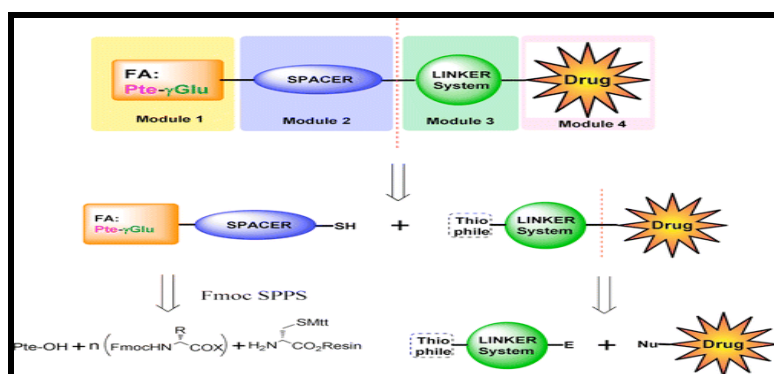 FA:
Pte-γGlu
SPACER
LINKER
System
Drug
Module 1
Module 2
Module 3
Module 4
FA:
Pte-γGlu
SPACER
SH
+
Thio
phile
LINKER
System
Drug
Fmoc SPPS
SMtt
R
Pte-OH + n (FmocHN COX) + H₂N CO₂Resin
Thio
phile
LINKER
System
E + Nu
Drug